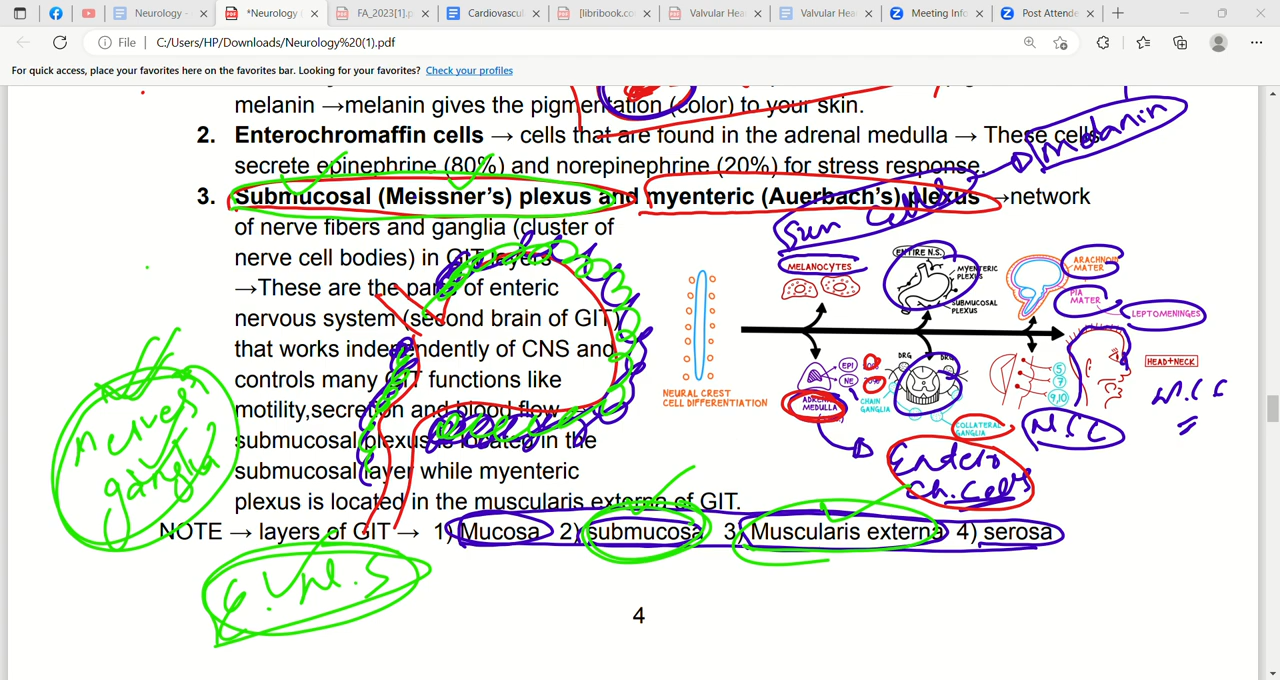 Neurology -
*Neurology
FA_2023[1].p
Cardiovascul
[libribook.co
Valvular Hea
Valvular Hea
Meeting Info
Post Attende
File | C:/Users/HP/Downloads/Neurology%20(1).pdf
For quick access, place your favorites here on the favorites bar. Looking for your favorites? Check your profiles
melanin →melanin gives the pigmentation (color) to your skin.
2. Enterochromaffin cells → cells that are found in the adrenal medulla → These cells
secrete epinephrine (80%) and norepinephrine (20%) for stress response.
Melanin
3. Submucosal (Meissner's) plexus and myenteric (Auerbach's) plexus →network
of nerve fibers and ganglia (cluster of
nerve cell bodies) in GIT layers
→These are the part of enteric
nervous system (second brain of GIT)
that works independently of CNS and
controls many GIT functions like
motility,secretion and blood flow →
submucosal plexus is located in the
submucosal layer while myenteric
plexus is located in the muscularis externa of GIT.
nerves
ganglia
MELANOCYTES
ENTIRE N.S.
MYENTERIC
PLEXUS
SUBMUCOSAL
PLEXUS
ARACHNOID
MATER
PIA
MATER
LEPTOMENINGES
NEURAL CREST
CELL DIFFERENTIATION
EPI
NE
ADRENAL
MEDULLA
DRG
DRG
CHAIN
GANGLIA
COLLATERAL
GANGLIA
5
7
9,10
HEAD+NECK
N.C.C
N.C.C
Entero
Ch. Cells
NOTE → layers of GIT → 1) Mucosa 2) submucosa 3) Muscularis externa 4) serosa
4